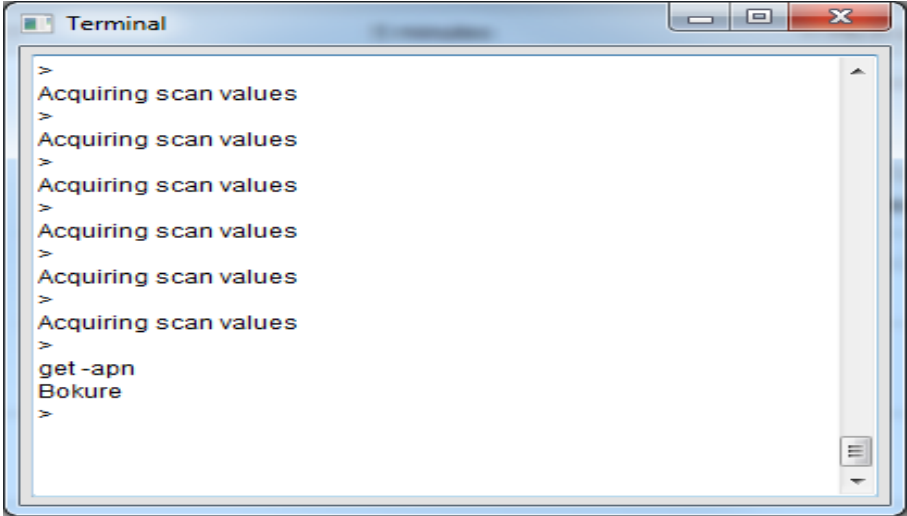 Terminal
>
Acquiring scan values
>
Acquiring scan values
>
Acquiring scan values
>
Acquiring scan values
>
Acquiring scan values
>
Acquiring scan values
>
get -apn
Bokure
>